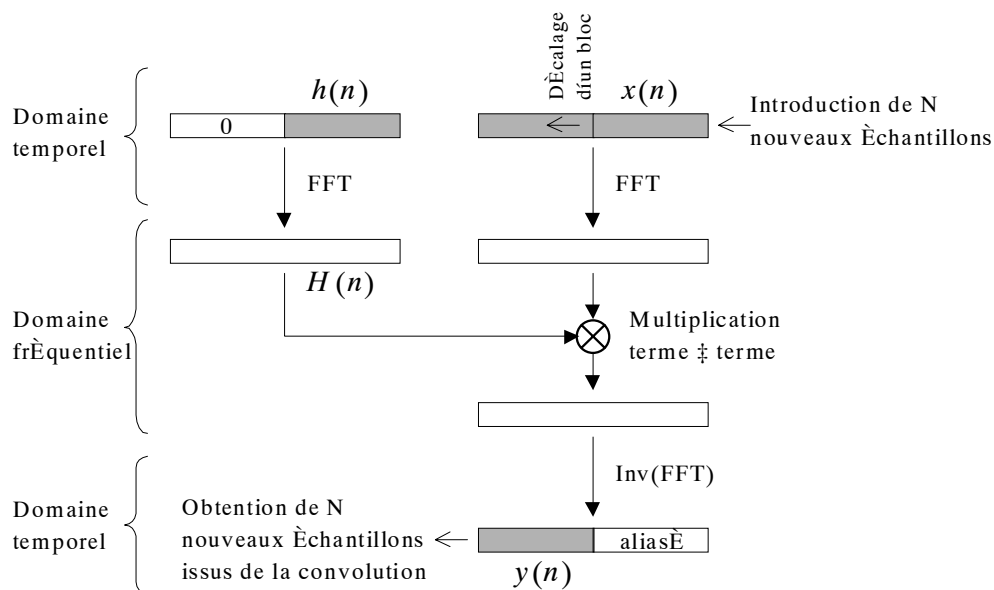 DÈcalage
díun bloc
Domaine
temporel
h(n)
0
x(n)
Introduction de N
nouveaux Èchantillons
FFT
FFT
H(n)
Domaine
frÈquentiel
Multiplication
terme ‡ terme
Inv(FFT)
Domaine
temporel
Obtention de N
nouveaux Èchantillons
issus de la convolution
aliasÈ
y(n)